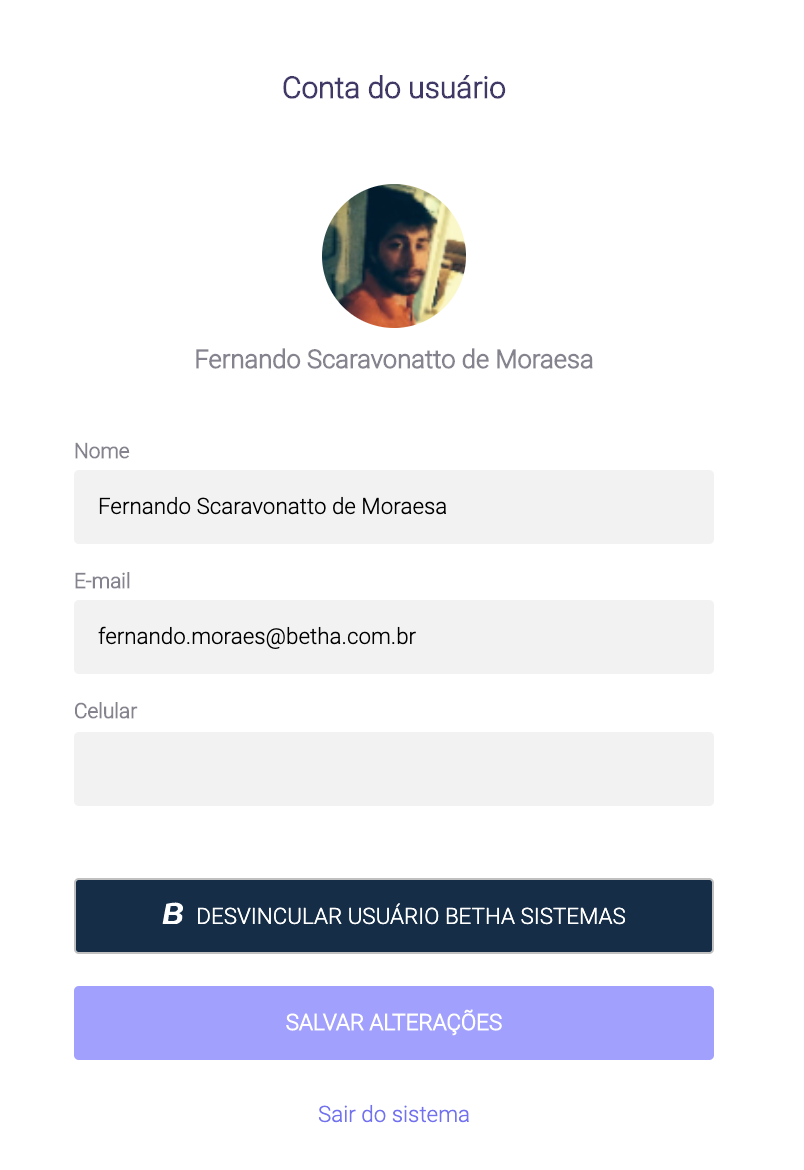 Conta do usuário
Fernando Scaravonatto de Moraesa
Nome
Fernando Scaravonatto de Moraesa
E-mail
fernando.moraes@betha.com.br
Celular
B DESVINCULAR USUÁRIO BETHA SISTEMAS
SALVAR ALTERAÇÕES
Sair do sistema